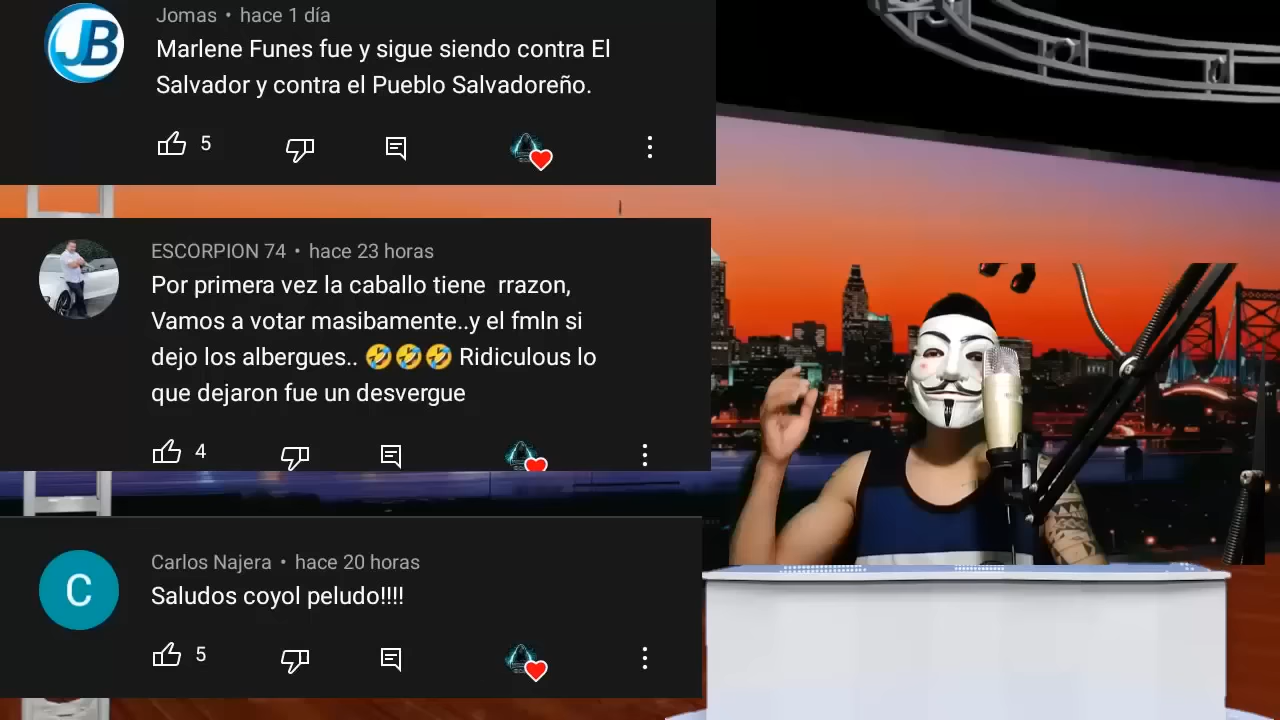 JB
Jomas • hace 1 día
Marlene Funes fue y sigue siendo contra El
Salvador y contra el Pueblo Salvadoreño.
5
ESCORPION 74 • hace 23 horas
Por primera vez la caballo tiene  rrazon,
Vamos a votar masibamente..y el fmln si
dejo los albergues.. 🤣🤣🤣 Ridiculous lo
que dejaron fue un desvergue
4
C
Carlos Najera • hace 20 horas
Saludos coyol peludo!!!!
5